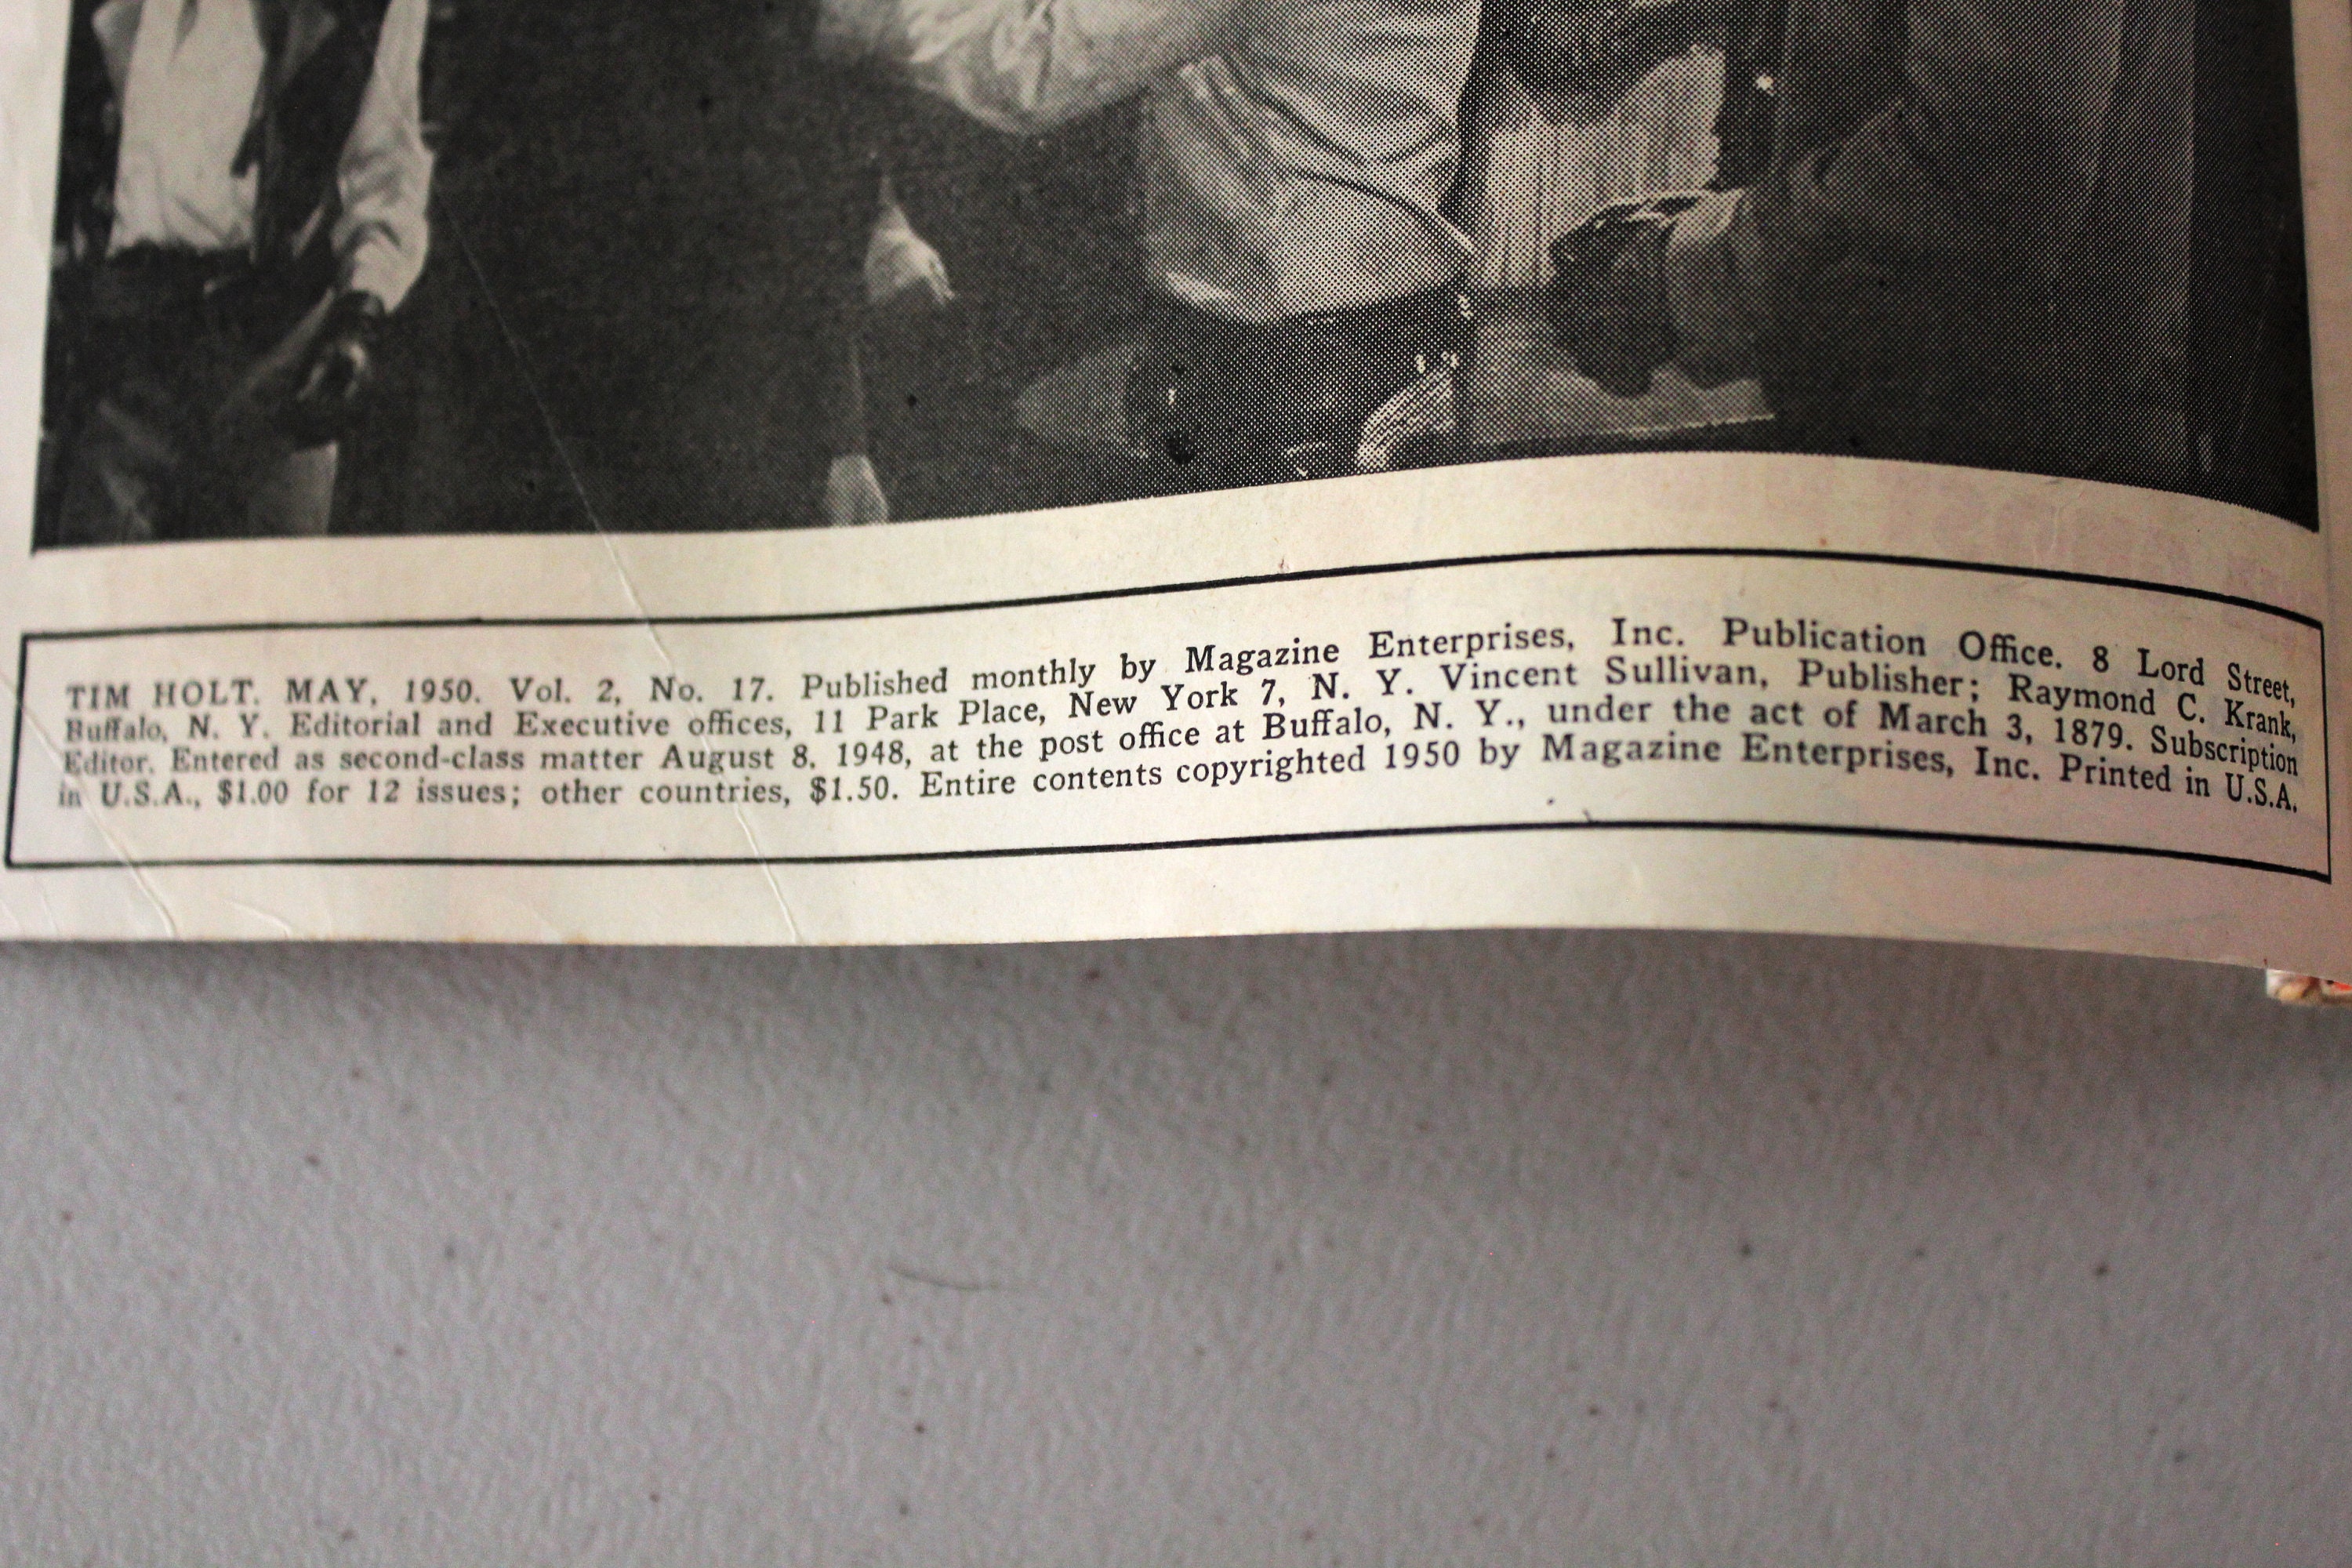 TIM HOLT. MAY, 1950. Vol. 2, No. 17. Published monthly by Magazine Enterprises, Inc. Publication Office. 8 Lord Street,
Buffalo, N. Y. Editorial and Executive offices, 11 Park Place, New York 7, N. Y. Vincent Sullivan, Publisher; Raymond C. Krank,
Editor. Entered as second-class matter August 8, 1948, at the post office at Buffalo, N. Y., under the act of March 3, 1879. Subscription
in U.S.A., $1.00 for 12 issues; other countries, $1.50. Entire contents copyrighted 1950 by Magazine Enterprises, Inc. Printed in U.S.A.